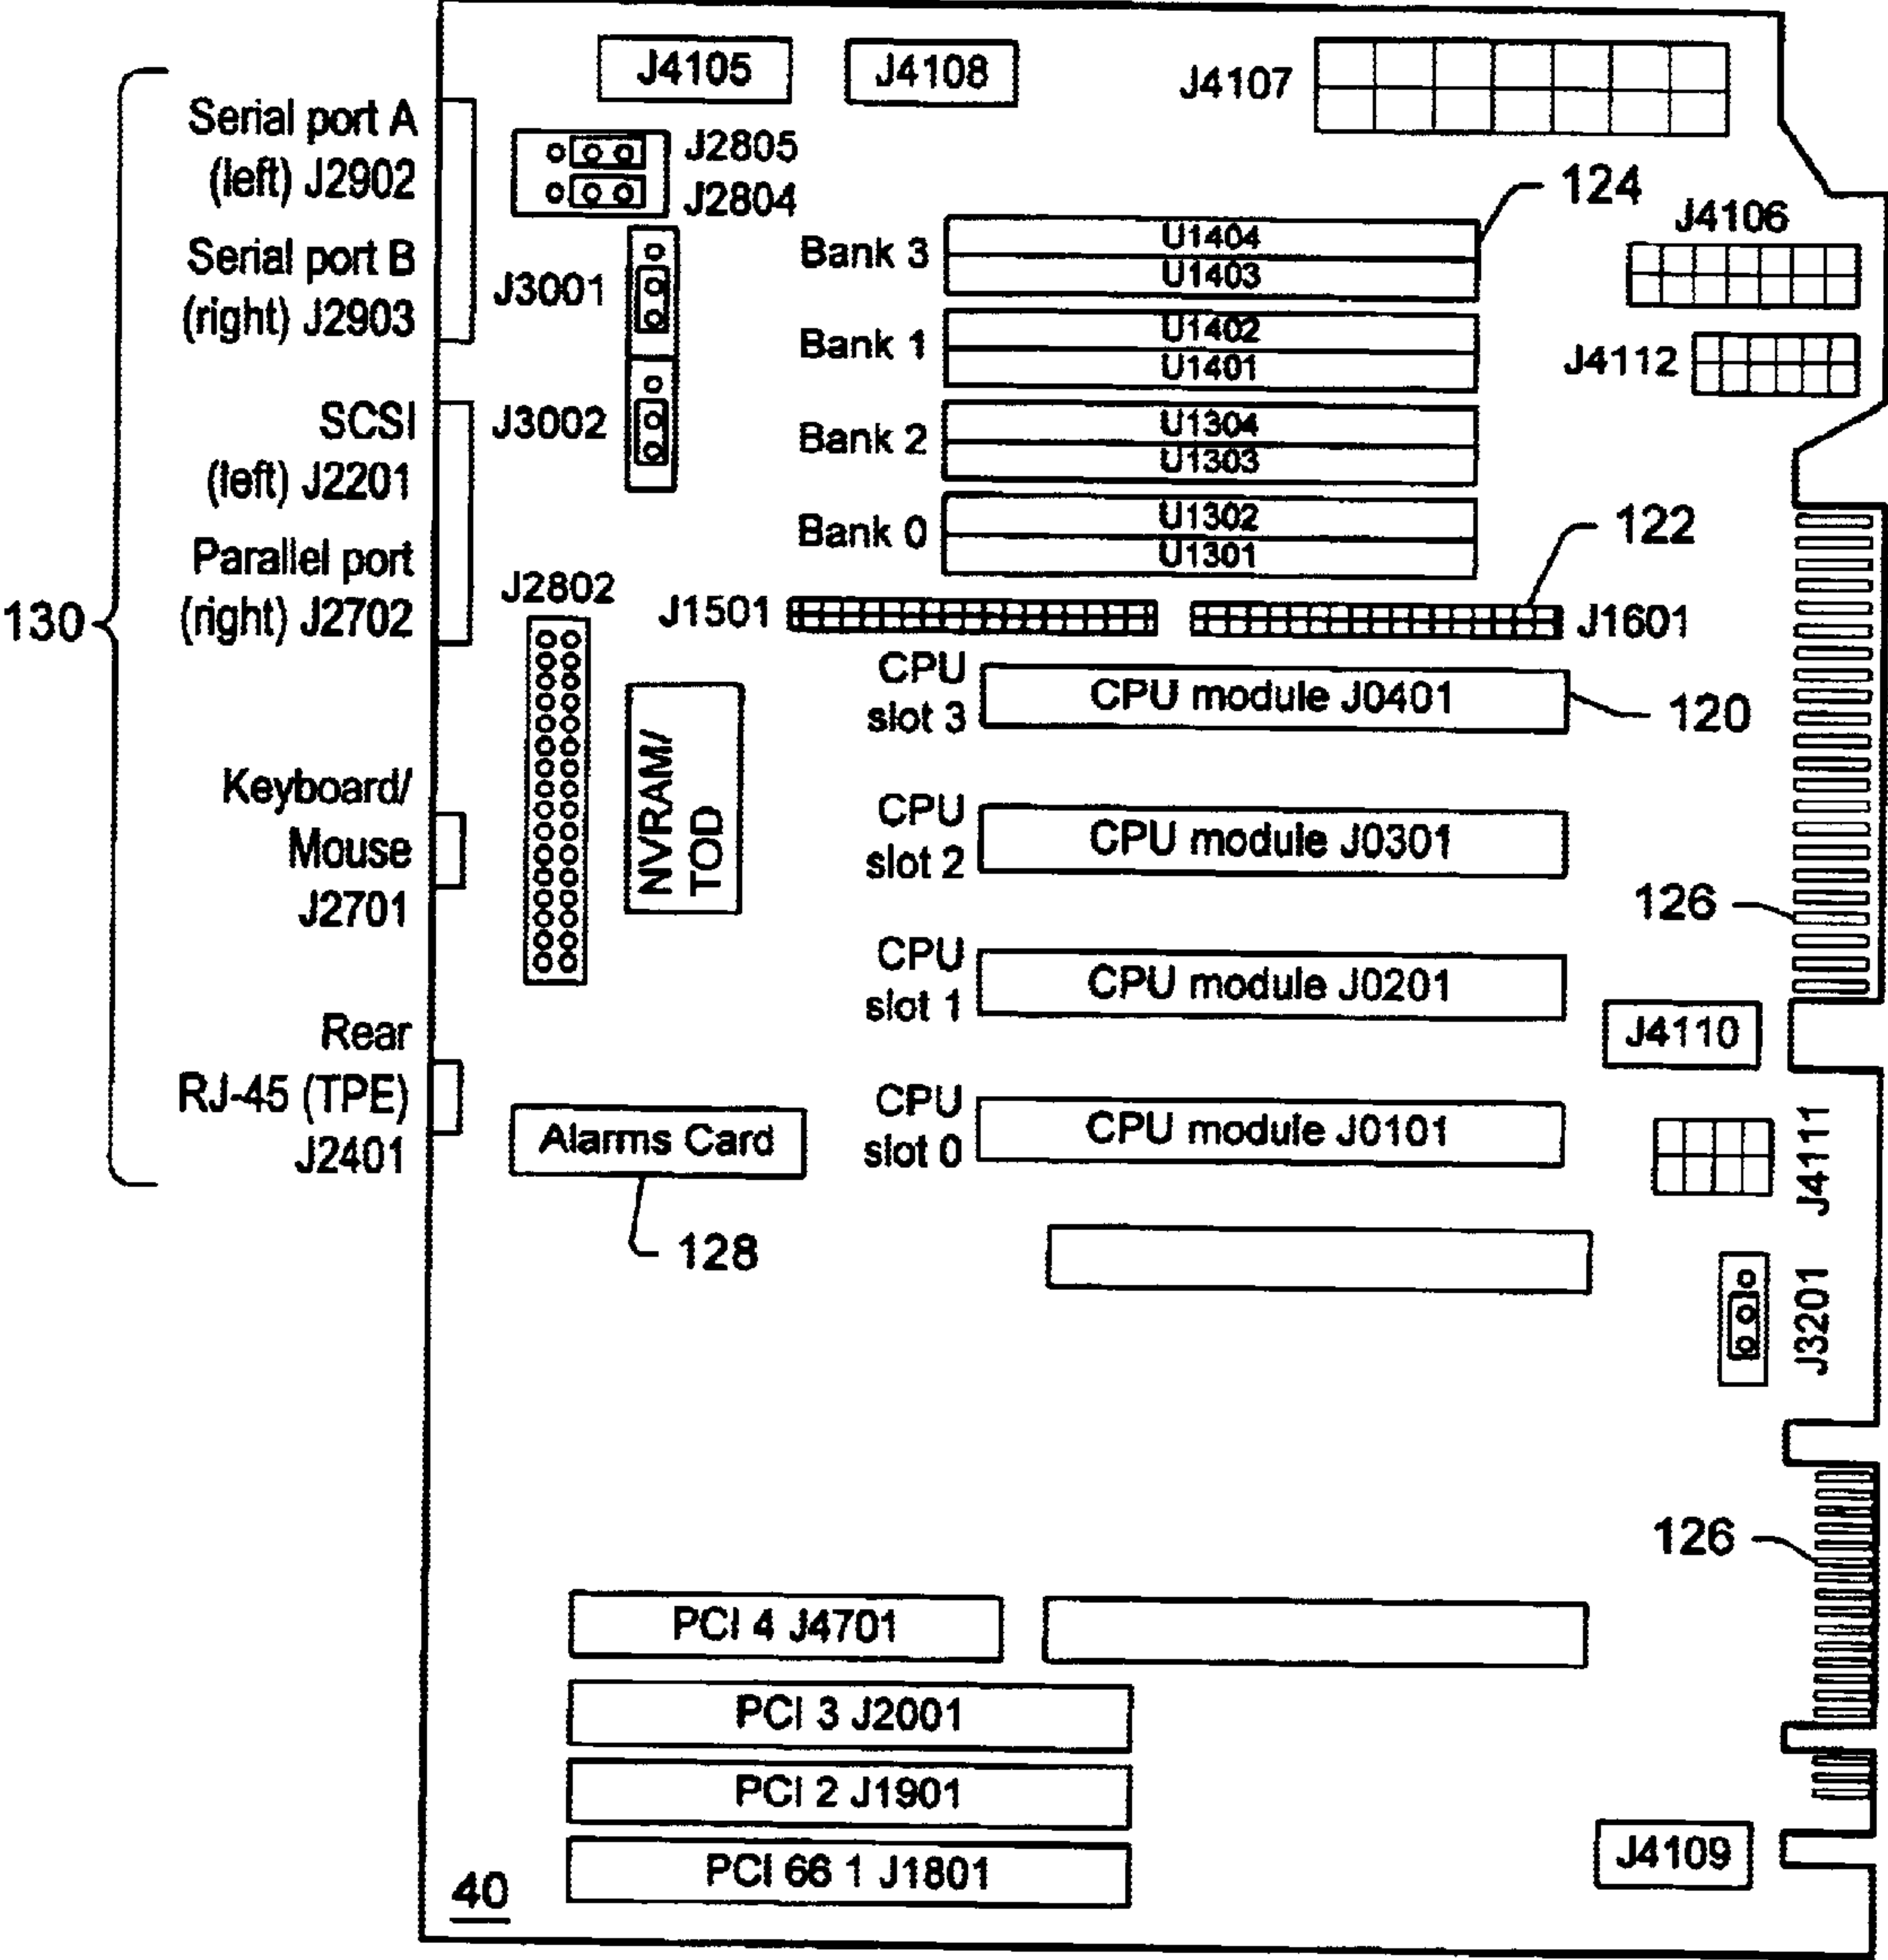 J4105
J4108
J4107
Serial port A
(left) J2902
J2805
J2804
124
J4106
Serial port B
(right) J2903
J3001
Bank 3
U1404
U1403
Bank 1
U1402
U1401
J4112
SCSI
(left) J2201
J3002
Bank 2
U1304
U1303
Bank 0
U1302
U1301
122
Parallel port
(right) J2702
130
J2802
J1501
J1601
CPU
slot 3
CPU module J0401
120
NVRAM/
TOD
Keyboard/
Mouse
J2701
CPU
slot 2
CPU module J0301
126
CPU
slot 1
CPU module J0201
J4110
Rear
RJ-45 (TPE)
J2401
Alarms Card
128
CPU
slot 0
CPU module J0101
J4111
J3201
126
PCI 4 J4701
PCI 3 J2001
PCI 2 J1901
PCI 66 1 J1801
J4109
40